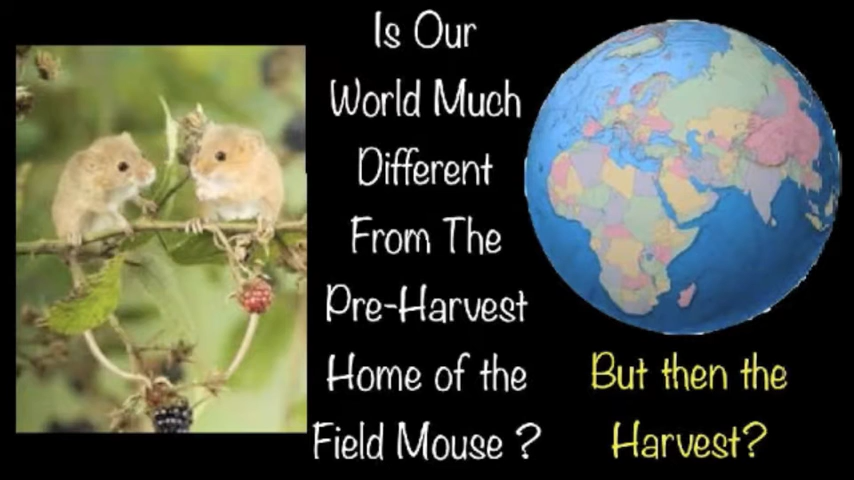 Is Our
World Much
Different
From The
Pre-Harvest
Home of the
Field Mouse ?
But then the
Harvest?